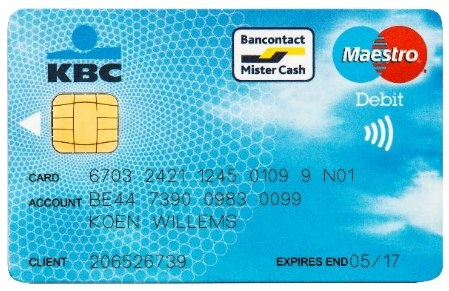 KBC
Bancontact
Mister Cash
Maestro
Debit
CARD 6703 2421 1245 0109 9 N01
ACCOUNT BE44 7390 0983 0099
KOEN WILLEMS
CLIENT 206526739 EXPIRES END 05/17